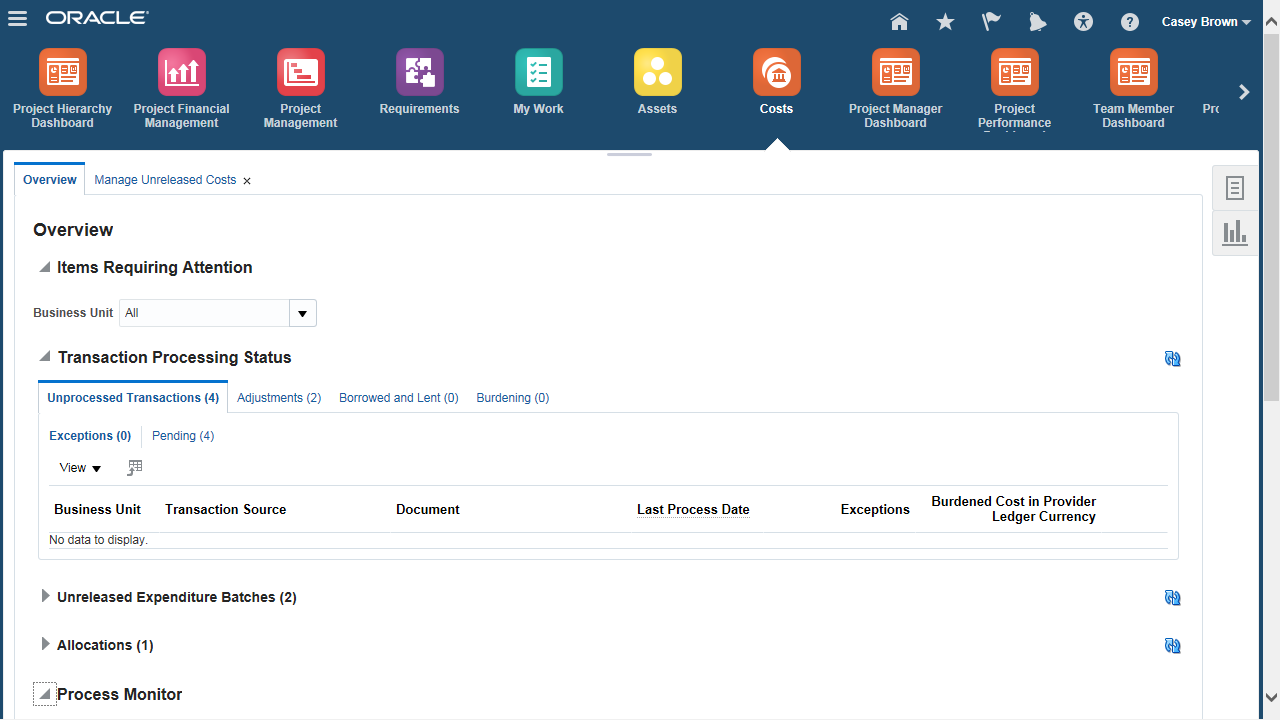 ORACLE
Casey Brown
Project Hierarchy
Dashboard
Project Financial
Management
Project
Management
Requirements
My Work
Assets
Costs
Project Manager
Dashboard
Project
Performance
Team Member
Dashboard
Overview
Manage Unreleased Costs
Overview
Items Requiring Attention
Business Unit All
Transaction Processing Status
Unprocessed Transactions (4) Adjustments (2) Borrowed and Lent (0) Burdening (0)
Exceptions (0) Pending (4)
View
Business Unit Transaction Source Document Last Process Date Exceptions Burdened Cost in Provider
Ledger Currency
No data to display.
Unreleased Expenditure Batches (2)
Allocations (1)
Process Monitor